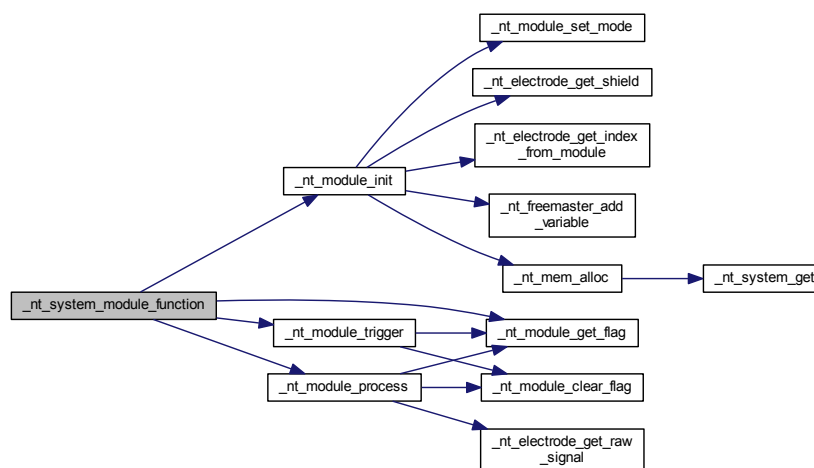 _nt_module_set_mode
_nt_electrode_get_shield
_nt_electrode_get_index
_from_module
_nt_module_init
_nt_freemaster_add
_variable
_nt_mem_alloc
_nt_system_get
_nt_system_module_function
_nt_module_trigger
_nt_module_get_flag
_nt_module_process
_nt_module_clear_flag
_nt_electrode_get_raw
_signal